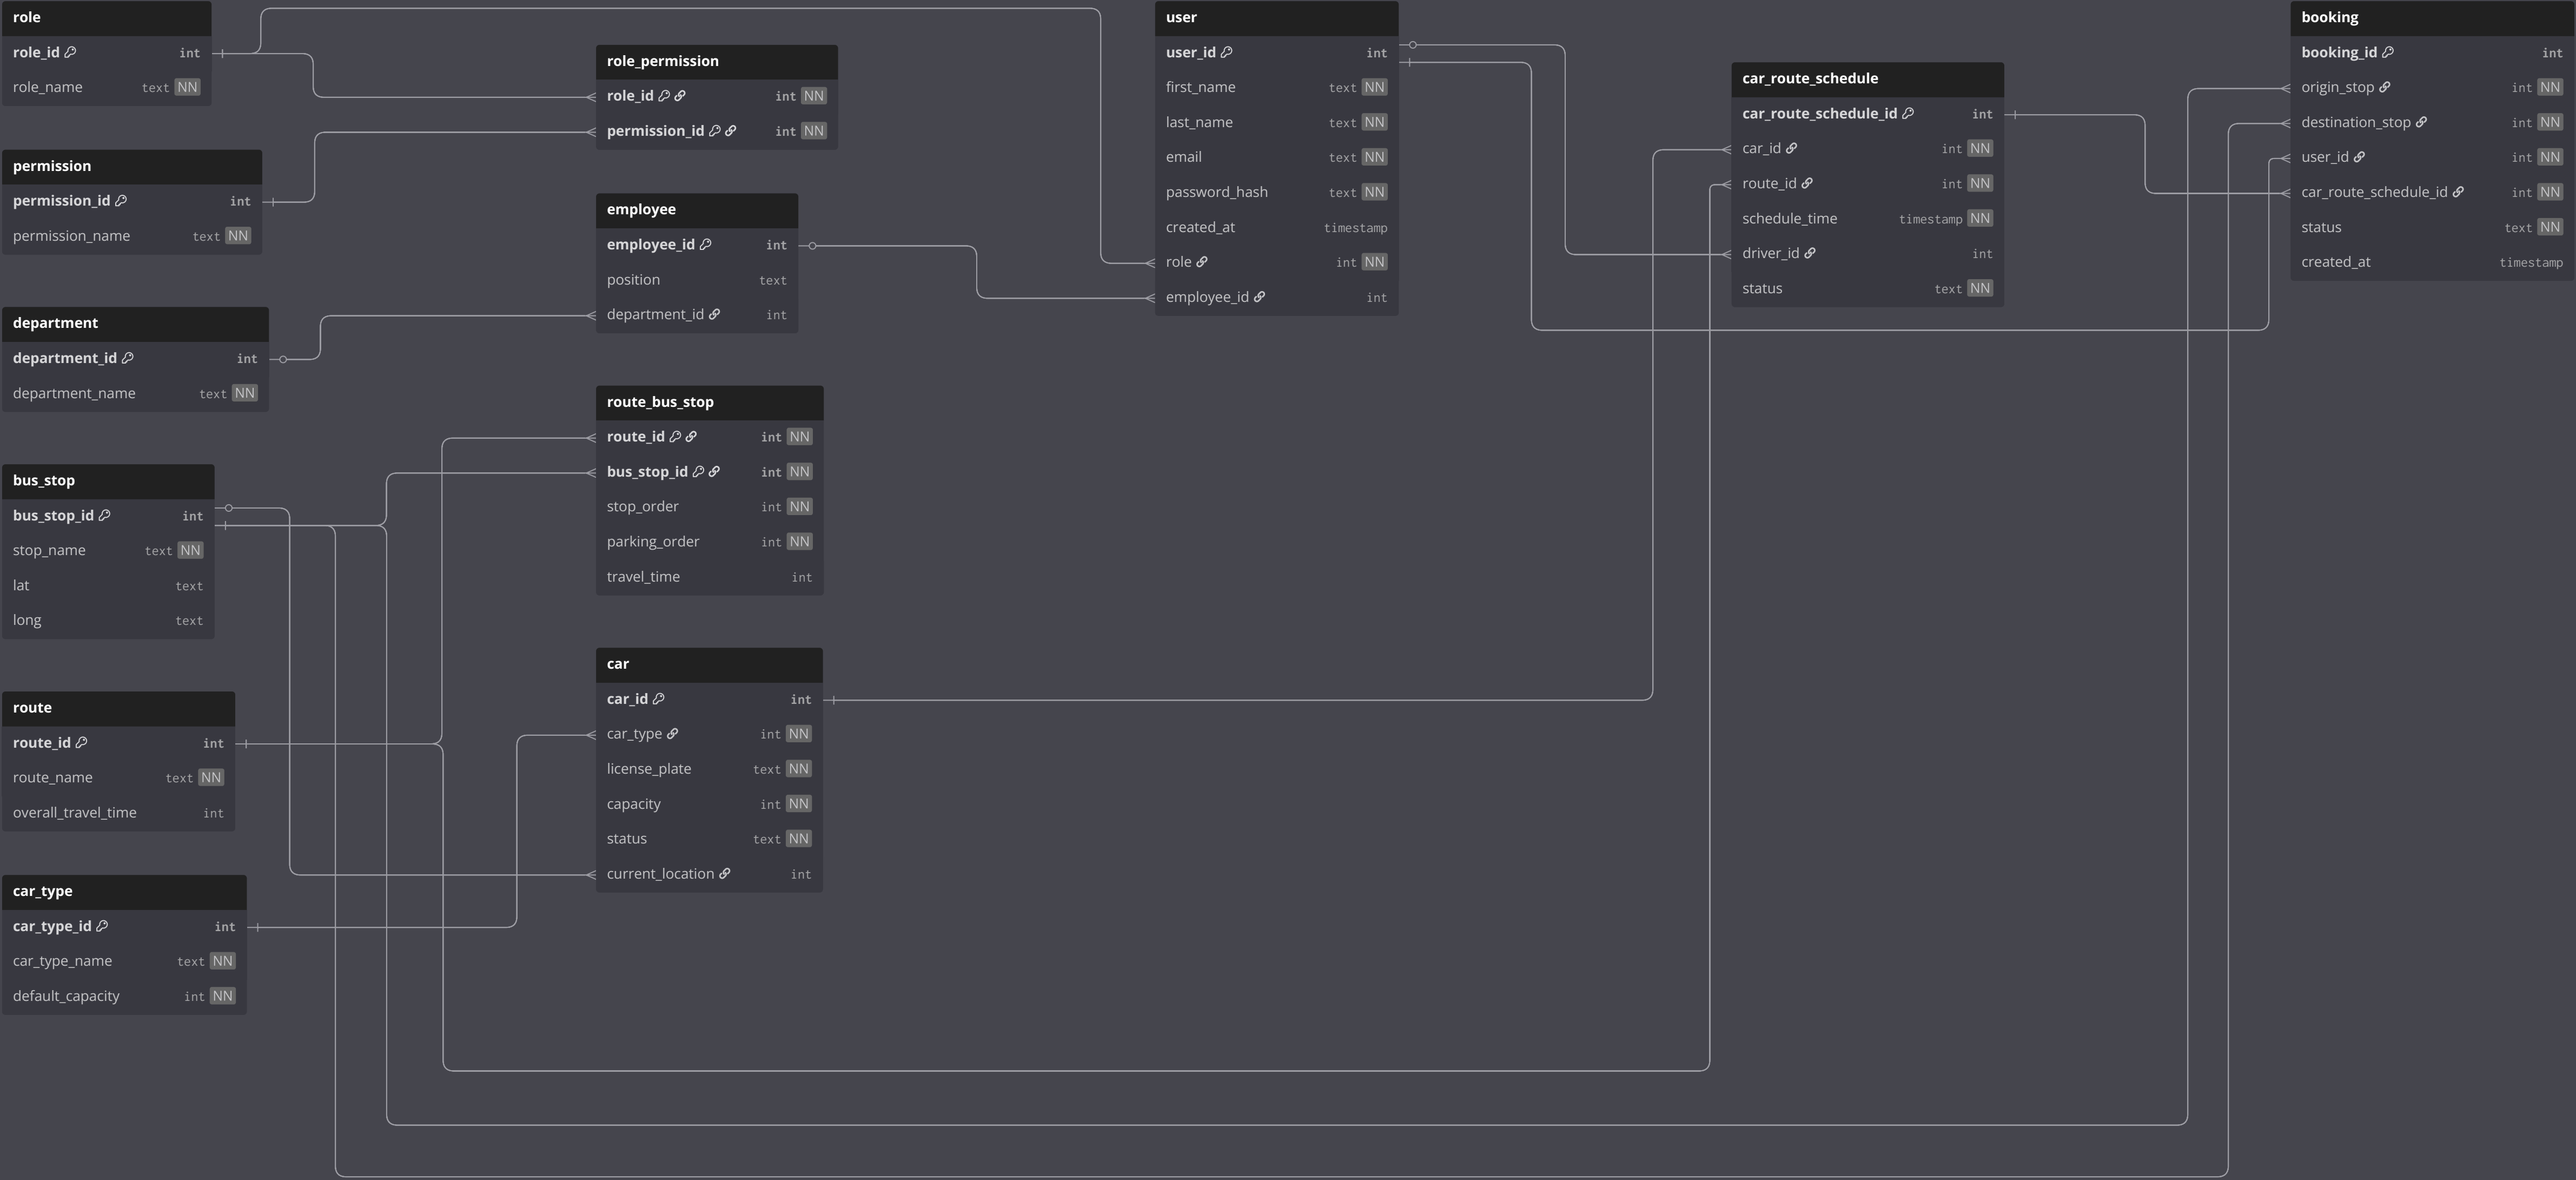 role
role_id int
role_name text NN
permission
permission_id int
permission_name text NN
department
department_id int
department_name text NN
bus_stop
bus_stop_id int
stop_name text NN
lat text
long text
route
route_id int
route_name text NN
overall_travel_time int
car_type
car_type_id int
car_type_name text NN
default_capacity int NN
role_permission
role_id int NN
permission_id int NN
employee
employee_id int
position text
department_id int
route_bus_stop
route_id int NN
bus_stop_id int NN
stop_order int NN
parking_order int NN
travel_time int
car
car_id int
car_type int NN
license_plate text NN
capacity int NN
status text NN
current_location int
user
user_id int
first_name text NN
last_name text NN
email text NN
password_hash text NN
created_at timestamp
role int NN
employee_id int
car_route_schedule
car_route_schedule_id int
car_id int NN
route_id int NN
schedule_time timestamp NN
driver_id int
status text NN
booking
booking_id int
origin_stop int NN
destination_stop int NN
user_id int NN
car_route_schedule_id int NN
status text NN
created_at timestamp